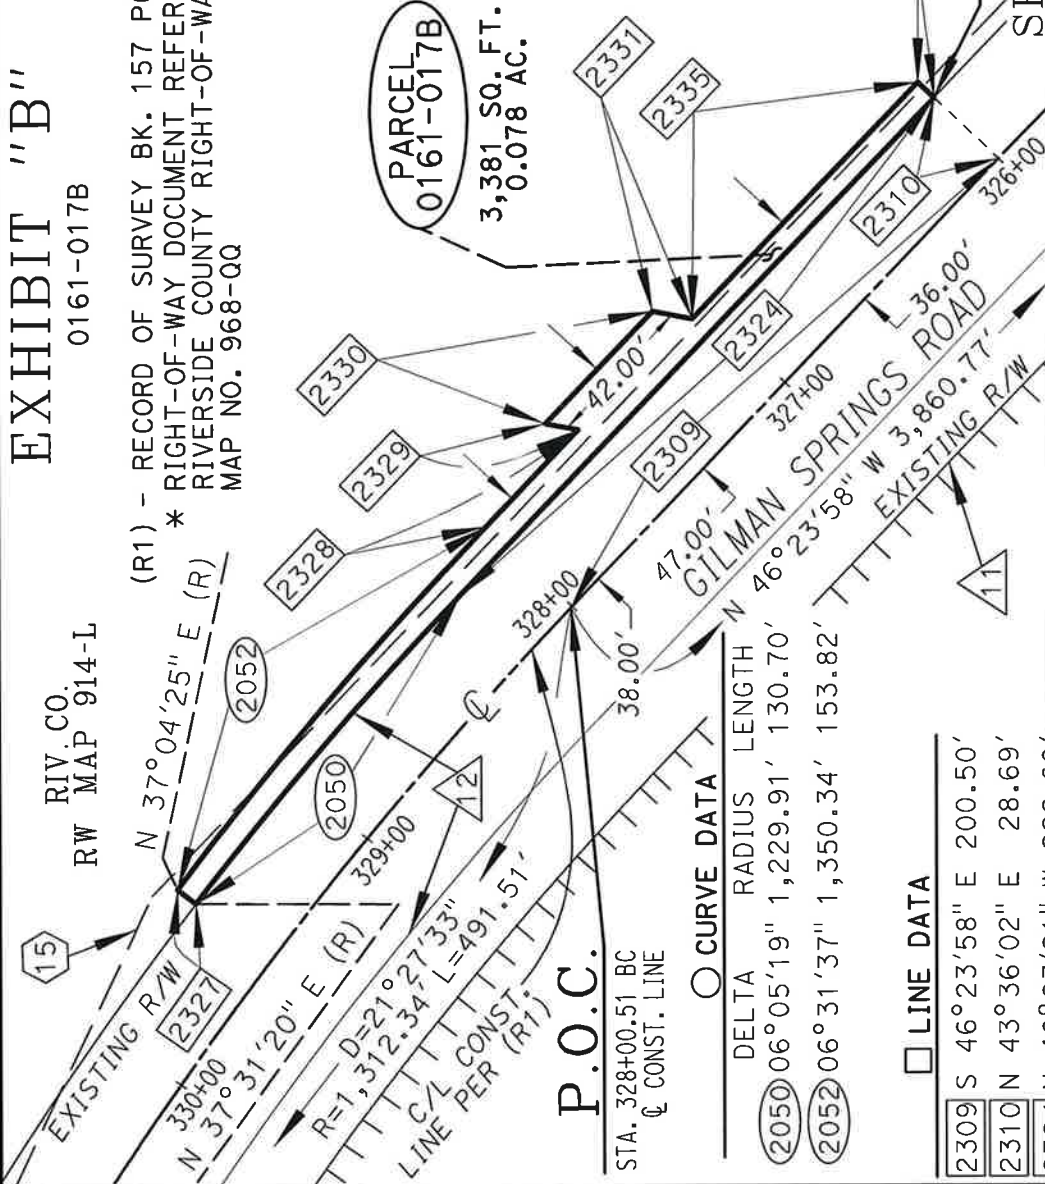 EXHIBIT "B"
0161-017B
(R1) - RECORD OF SURVEY BK. 157
* RIGHT-OF-WAY DOCUMENT
RIVERSIDE COUNTY
MAP NO. 968-QQ
RIV. CO.
RW MAP 914-L
PARCEL
0161-017B
3,381 SQ. FT.
0.078 AC.
2331
2335
2330
2329
2328
2310
2324
2309
N 37°04'25" E (R)
2052
2050
15
2327
12
11
EXISTING R/W
330+00
329+00
328+00
327+00
326+00
42.00'
36.00'
47.00'
38.00'
GILMAN SPRINGS ROAD
N 46°23'58" W 3,860.77'
EXISTING R/W
N 37°31'20" E (R)
D=21°27'33"
R=1,312.34' L=491.51'
C/L CONST.
LINE PER (R1)
℄
P.O.C.
STA. 328+00.51 BC
℄ CONST. LINE
CURVE DATA
DELTA RADIUS LENGTH
2050 06°05'19" 1,229.91' 130.70'
2052 06°31'37" 1,350.34' 153.82'
LINE DATA
2309 S 46°23'58" E 200.50'
2310 N 43°36'02" E 28.69'